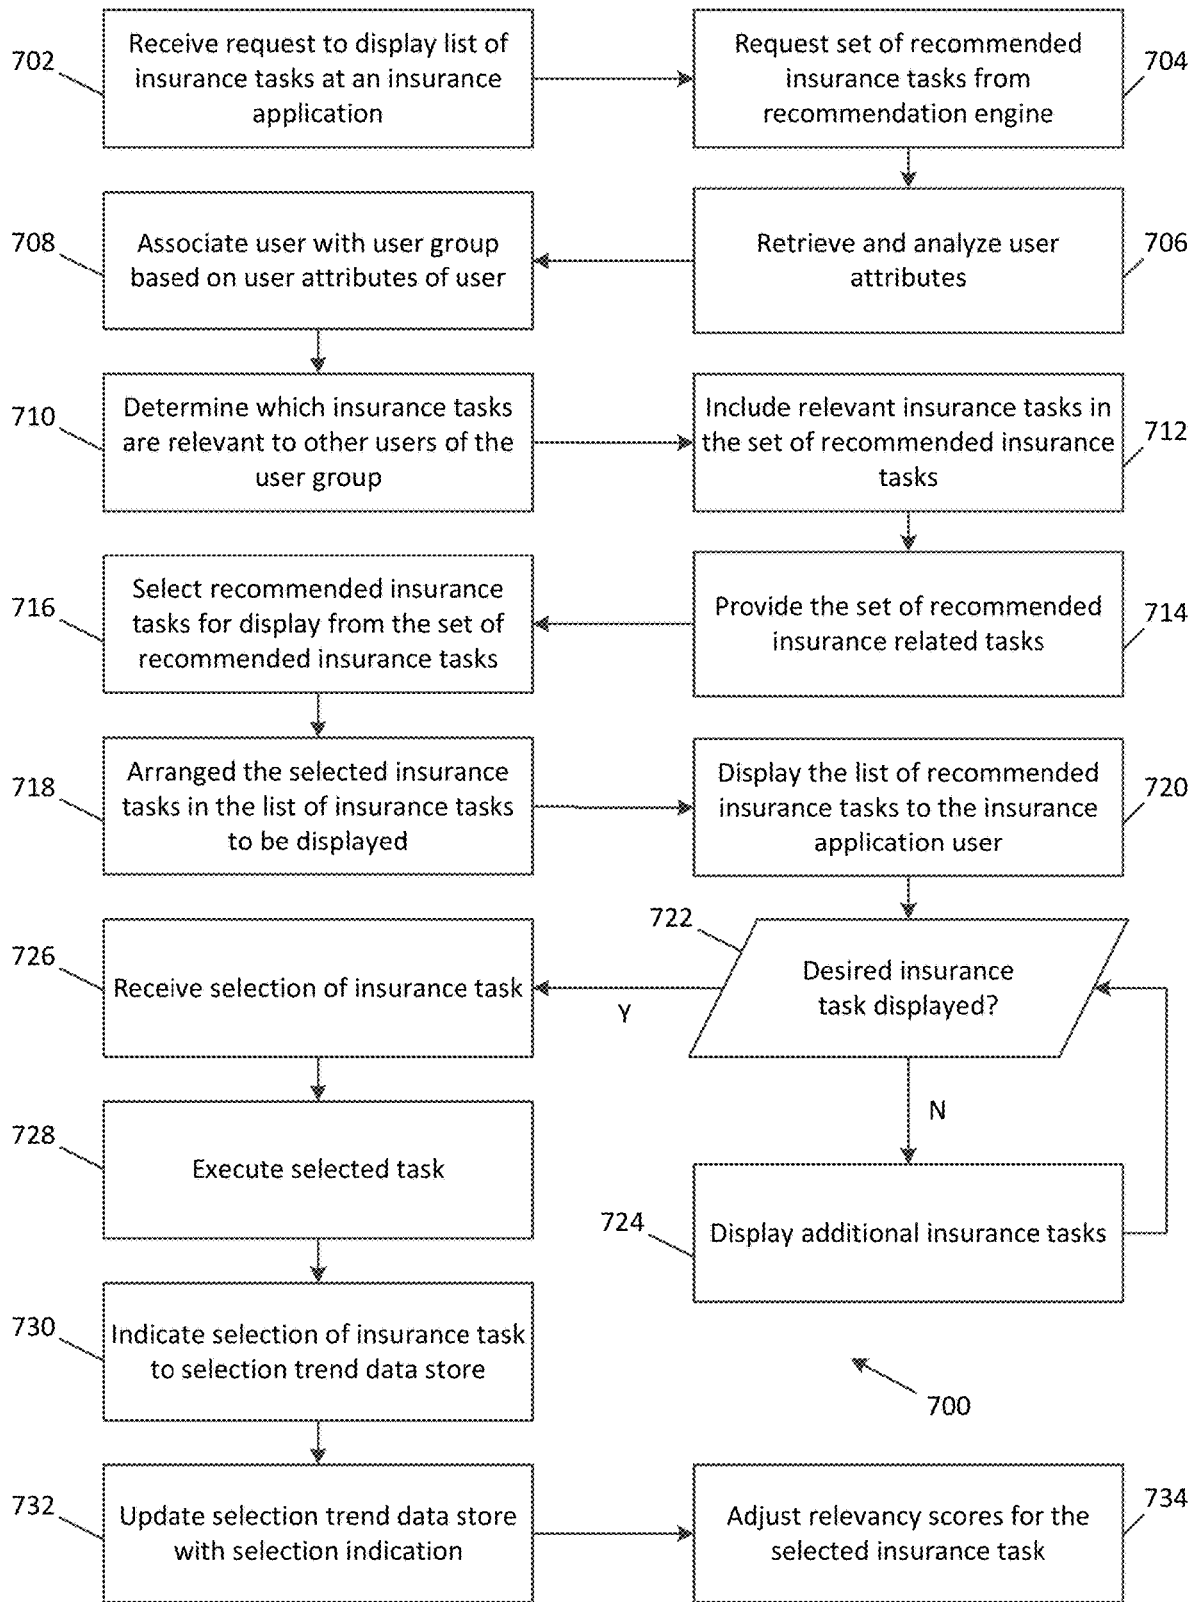 702
Receive request to display list of
insurance tasks at an insurance
application
Request set of recommended
insurance tasks from
recommendation engine
704
708
Associate user with user group
based on user attributes of user
Retrieve and analyze user
attributes
706
710
Determine which insurance tasks
are relevant to other users of the
user group
Include relevant insurance tasks in
the set of recommended insurance
tasks
712
716
Select recommended insurance
tasks for display from the set of
recommended insurance tasks
Provide the set of recommended
insurance related tasks
714
718
Arranged the selected insurance
tasks in the list of insurance tasks
to be displayed
Display the list of recommended
insurance tasks to the insurance
application user
720
722
726
Receive selection of insurance task
Y
Desired insurance
task displayed?
N
728
Execute selected task
724
Display additional insurance tasks
730
Indicate selection of insurance task
to selection trend data store
700
732
Update selection trend data store
with selection indication
Adjust relevancy scores for the
selected insurance task
734